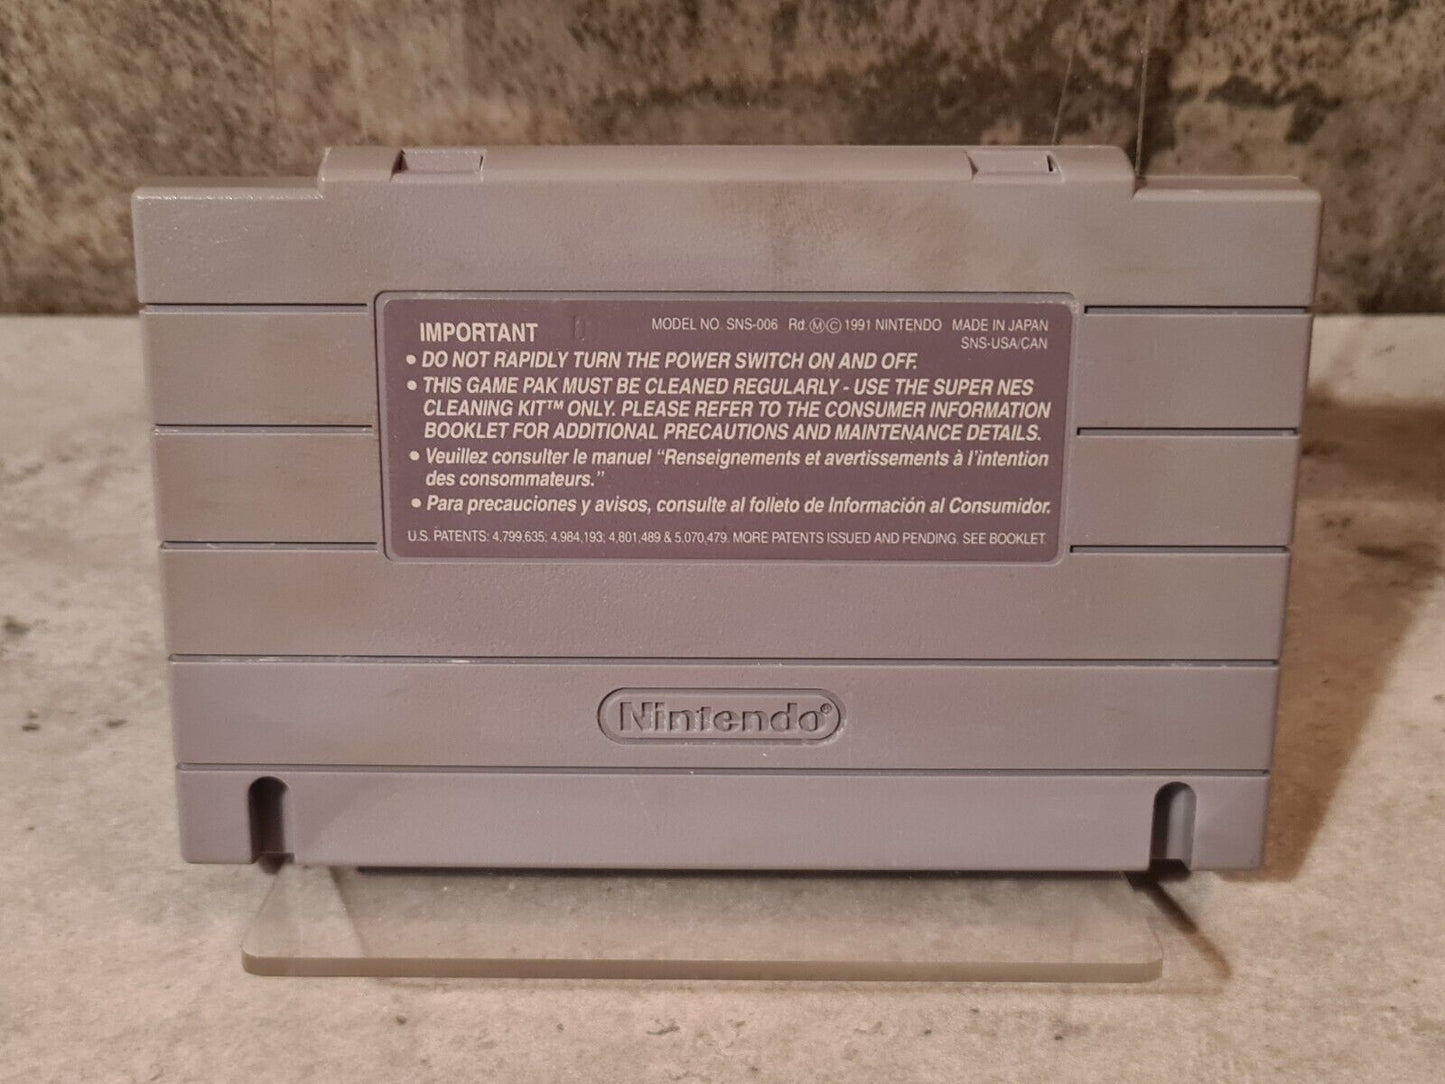 IMPORTANT
MODEL NO. SNS-006 Rd. Ⓜ©1991 NINTENDO MADE IN JAPAN
SNS-USA/CAN
• DO NOT RAPIDLY TURN THE POWER SWITCH ON AND OFF.
• THIS GAME PAK MUST BE CLEANED REGULARLY - USE THE SUPER NES
CLEANING KIT™ ONLY. PLEASE REFER TO THE CONSUMER INFORMATION
BOOKLET FOR ADDITIONAL PRECAUTIONS AND MAINTENANCE DETAILS.
• Veuillez consulter le manuel "Renseignements et avertissements à l'intention
des consommateurs."
• Para precauciones y avisos, consulte al folleto de Información al Consumidor.
U.S. PATENTS: 4,799,635; 4,984,193; 4,801,489 & 5,070,479. MORE PATENTS ISSUED AND PENDING. SEE BOOKLET.
Nintendo®